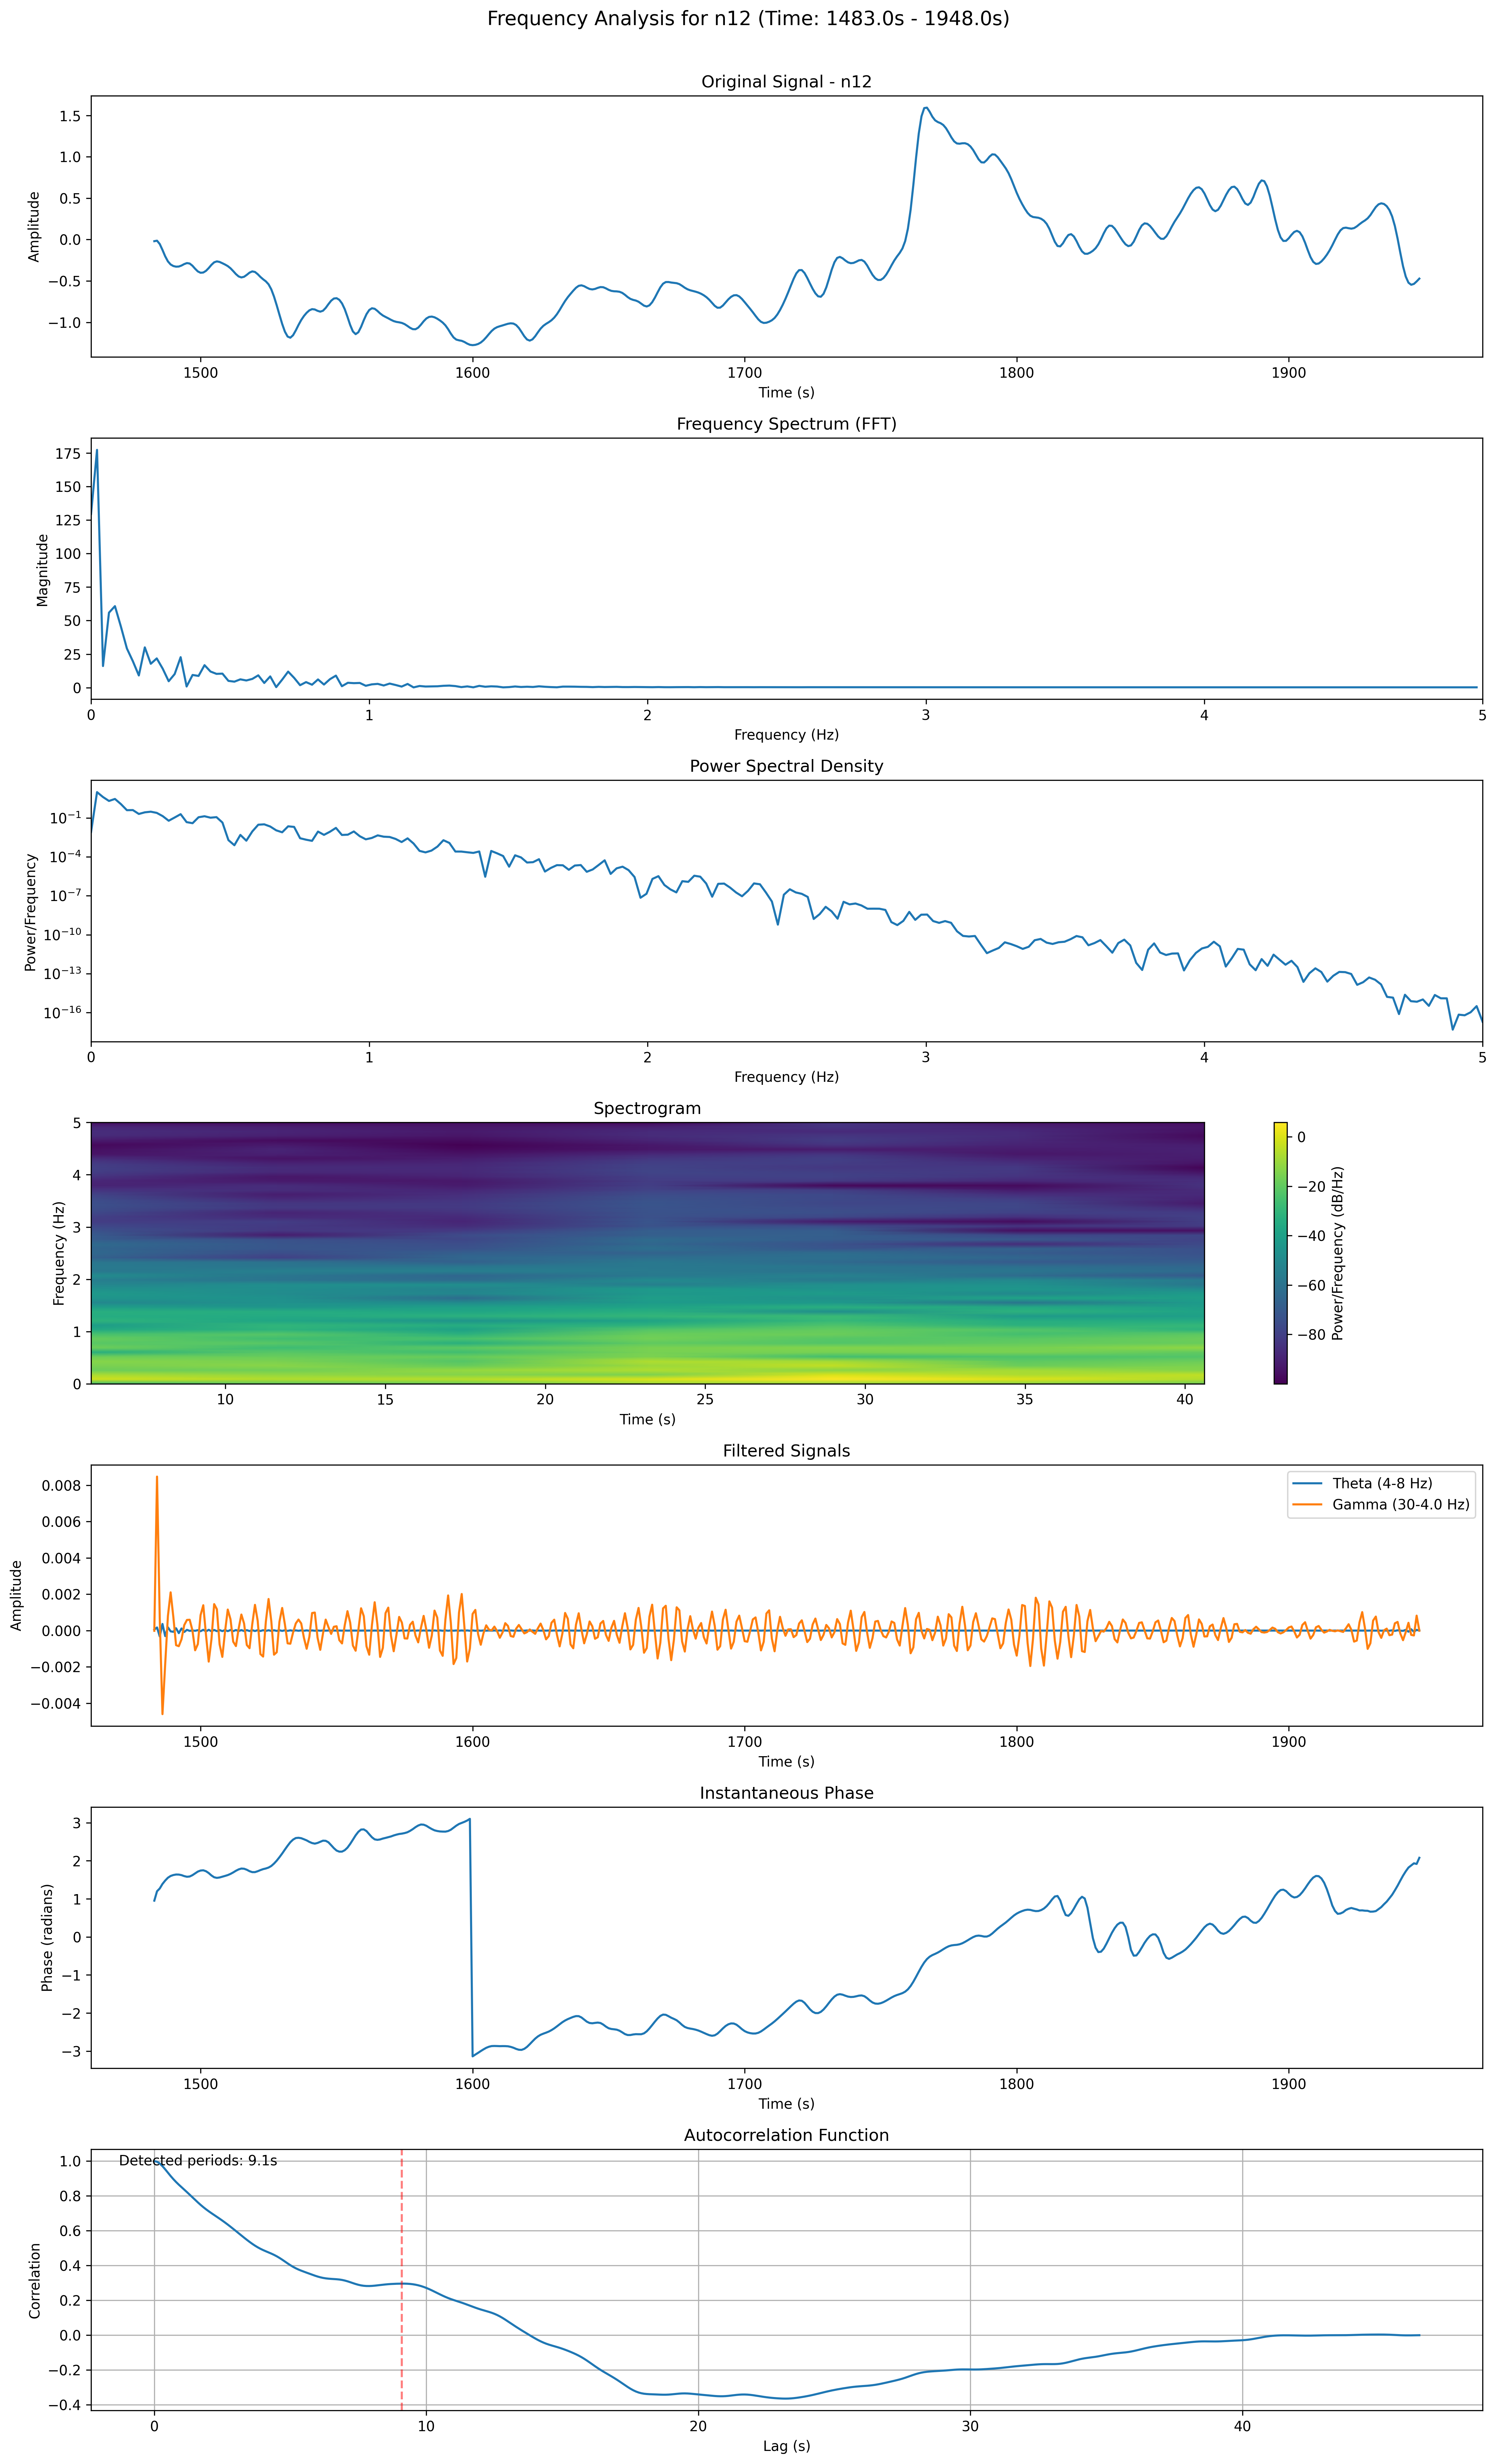 Frequency Analysis for n12 (Time: 1483.0s - 1948.0s)
Original Signal - n12
Amplitude
1.5
1.0
0.5
0.0
−0.5
−1.0
1500 1600 1700 1800 1900
Time (s)
Frequency Spectrum (FFT)
Magnitude
175
150
125
100
75
50
25
0
0 1 2 3 4 5
Frequency (Hz)
Power Spectral Density
Power/Frequency
10⁻¹
10⁻⁴
10⁻⁷
10⁻¹⁰
10⁻¹³
10⁻¹⁶
0 1 2 3 4 5
Frequency (Hz)
Spectrogram
Frequency (Hz)
5
4
3
2
1
0
10 15 20 25 30 35 40
Time (s)
0
−20
−40
−60
−80
Power/Frequency (dB/Hz)
Filtered Signals
Amplitude
0.008
0.006
0.004
0.002
0.000
−0.002
−0.004
Theta (4-8 Hz)
Gamma (30-4.0 Hz)
1500 1600 1700 1800 1900
Time (s)
Instantaneous Phase
Phase (radians)
3
2
1
0
−1
−2
−3
1500 1600 1700 1800 1900
Time (s)
Autocorrelation Function
Detected periods: 9.1s
Correlation
1.0
0.8
0.6
0.4
0.2
0.0
−0.2
−0.4
0 10 20 30 40
Lag (s)